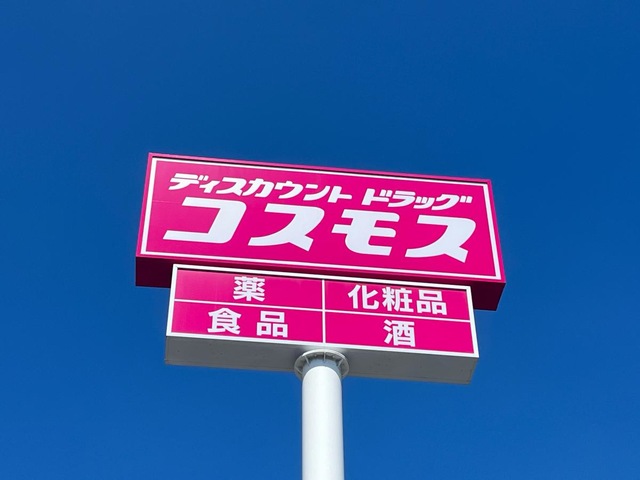 ディスカウント ドラッグ
コスモス
薬 化粧品
食品 酒